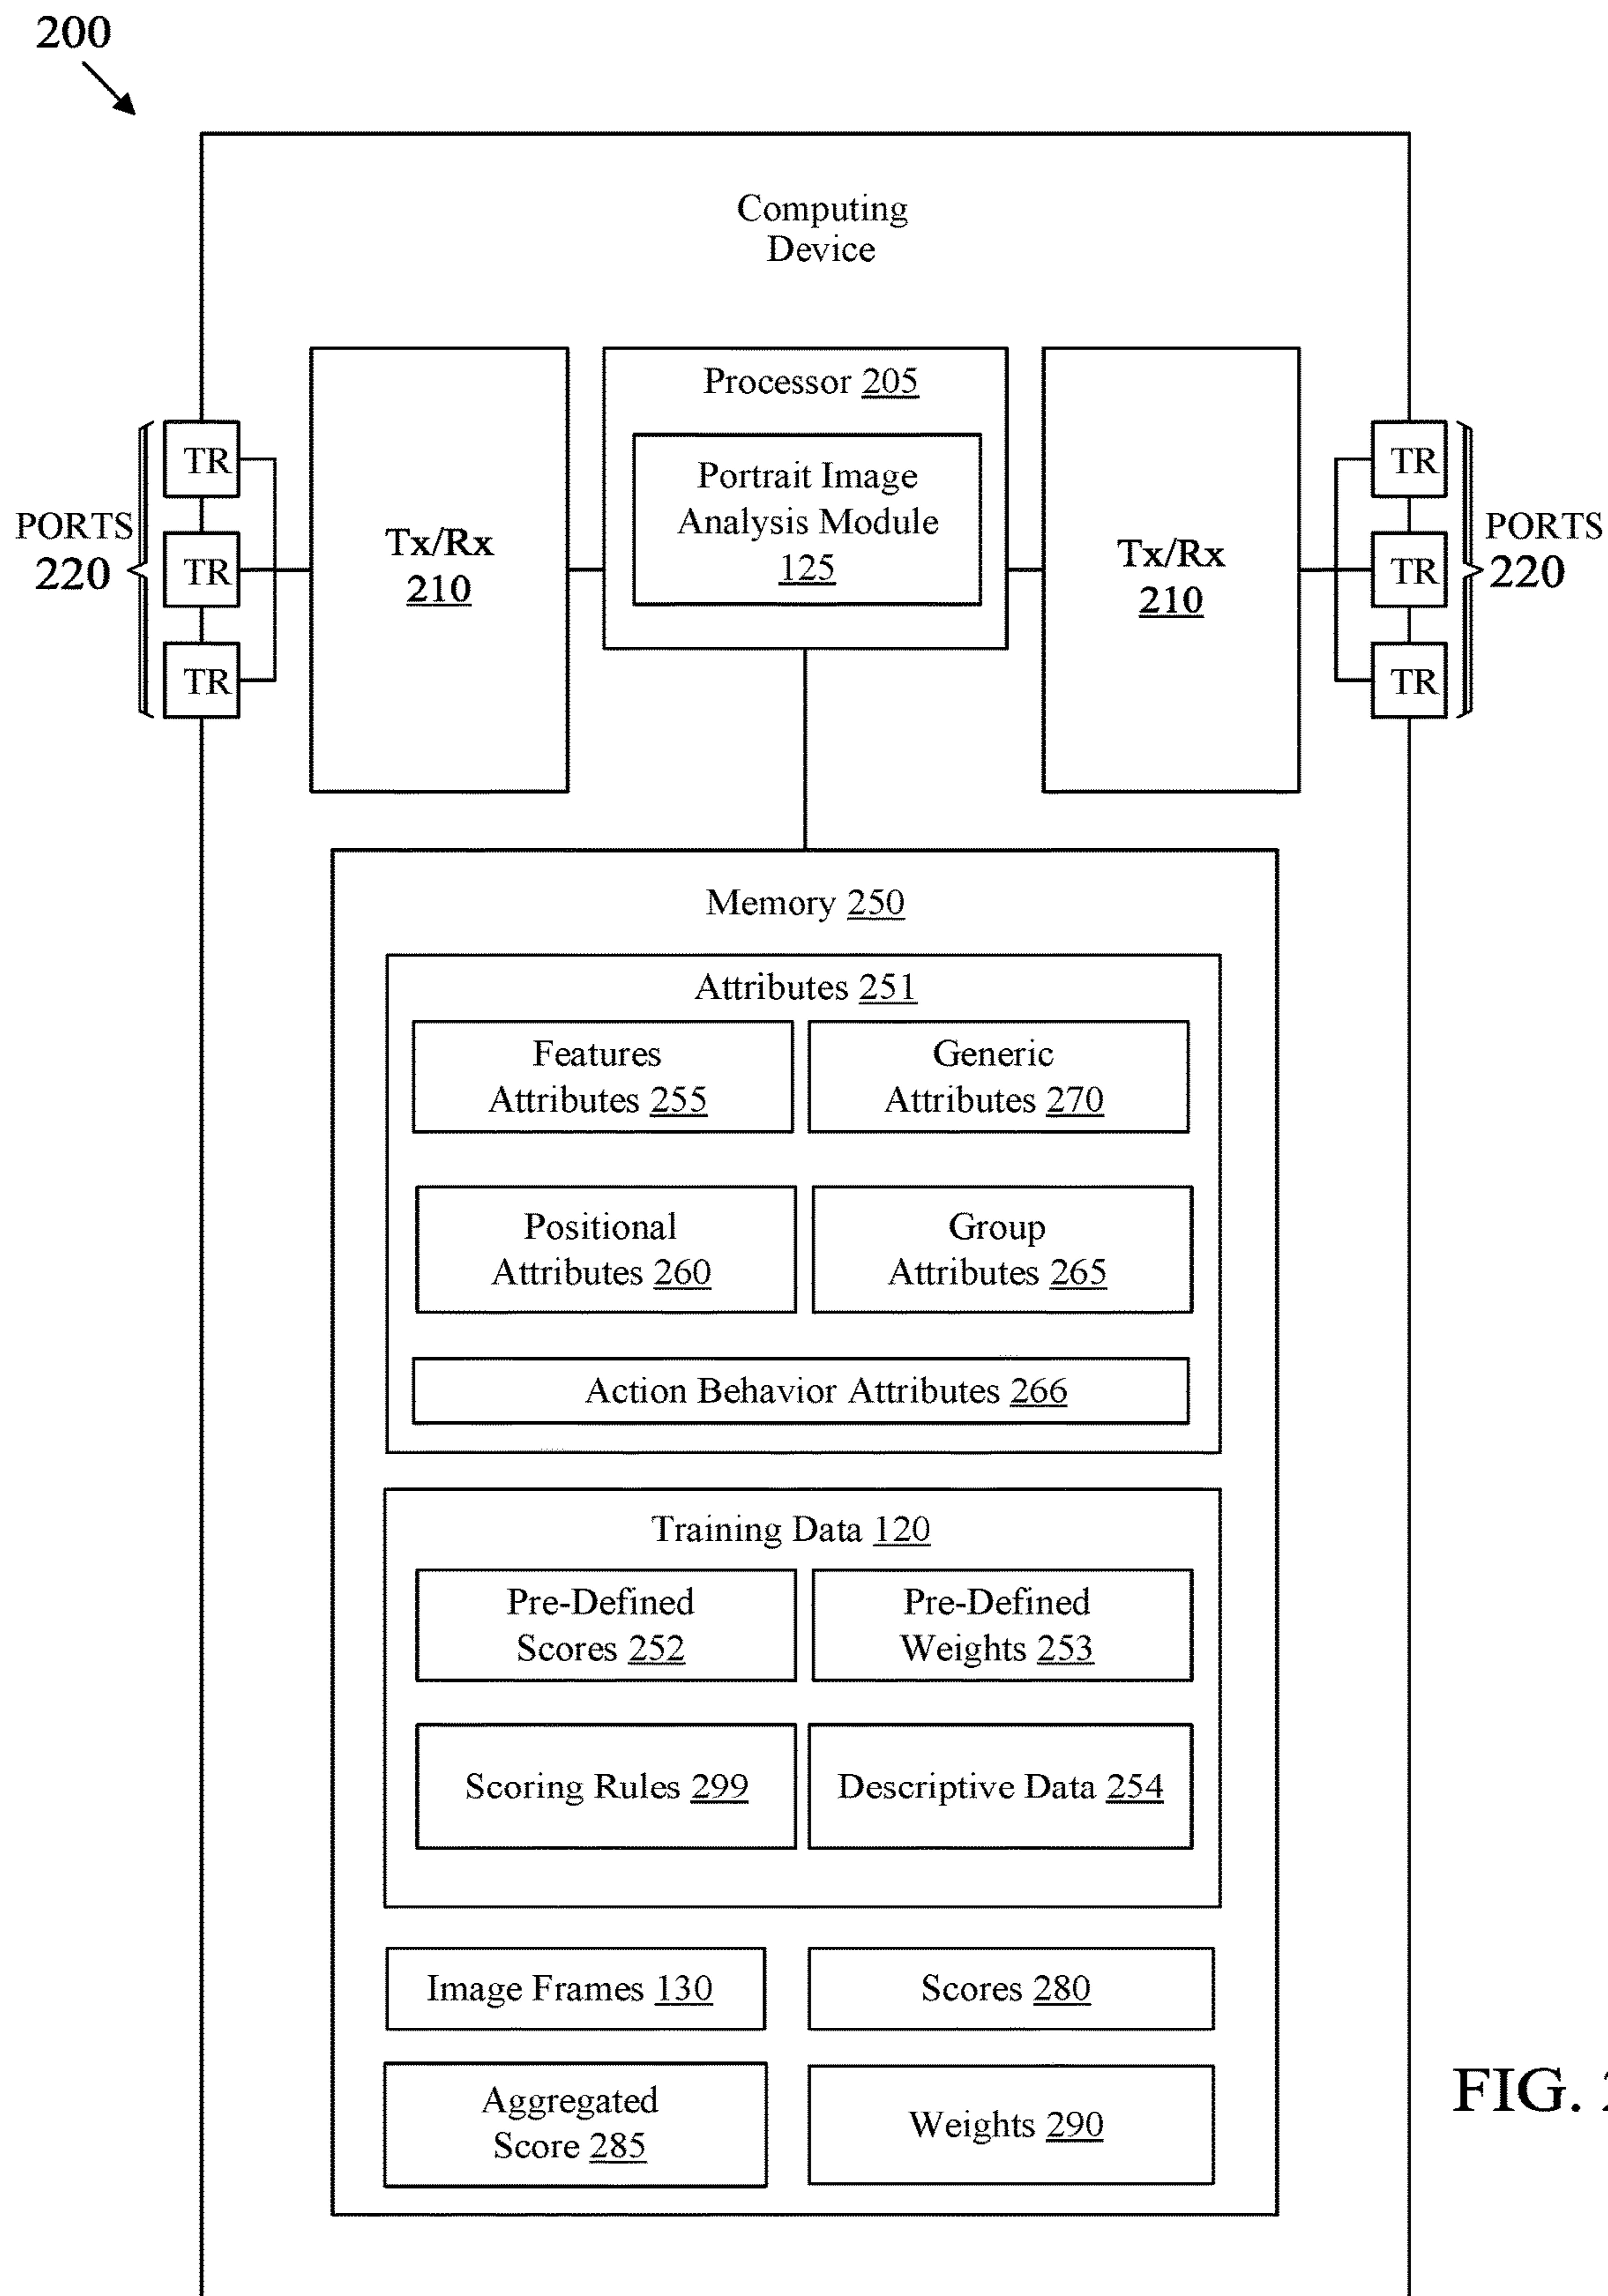 200
Computing
Device
Processor 205
Portrait Image
Analysis Module
125
Tx/Rx
210
Tx/Rx
210
TR
TR
TR
PORTS
220
TR
TR
TR
PORTS
220
Memory 250
Attributes 251
Features
Attributes 255
Generic
Attributes 270
Positional
Attributes 260
Group
Attributes 265
Action Behavior Attributes 266
Training Data 120
Pre-Defined
Scores 252
Pre-Defined
Weights 253
Scoring Rules 299
Descriptive Data 254
Image Frames 130
Scores 280
Aggregated
Score 285
Weights 290
FIG.